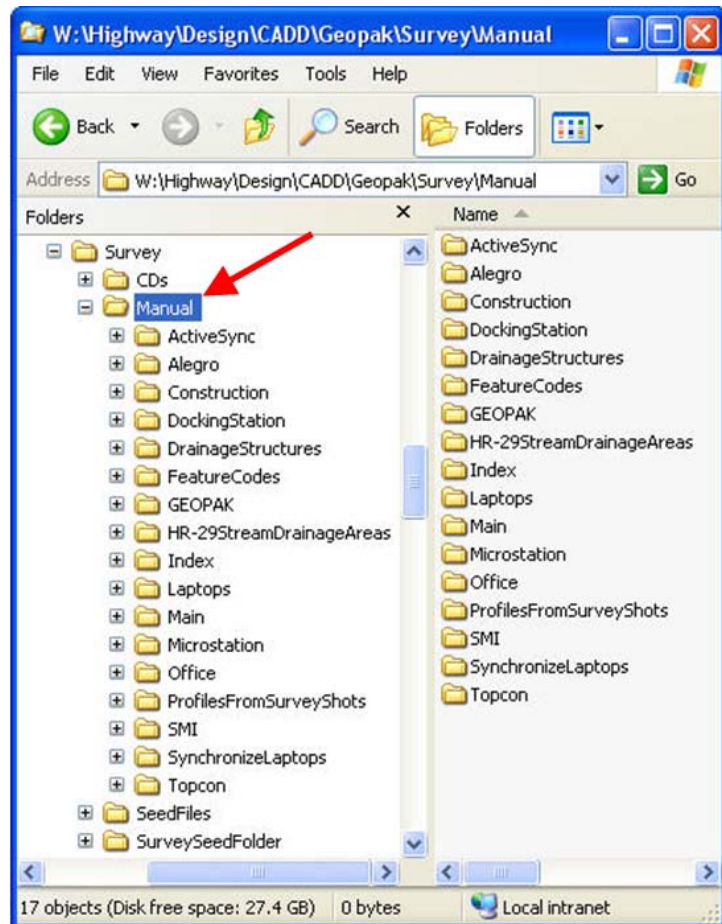 W:\Highway\Design\CADD\Geopak\Survey\Manual
File Edit View Favorites Tools Help
Back Search Folders
Address W:\Highway\Design\CADD\Geopak\Survey\Manual Go
Folders
Survey
CDs
Manual
ActiveSync
Alegro
Construction
DockingStation
DrainageStructures
FeatureCodes
GEOPAK
HR-29StreamDrainageAreas
Index
Laptops
Main
Microstation
Office
ProfilesFromSurveyShots
SMI
SynchronizeLaptops
Topcon
SeedFiles
SurveySeedFolder
Name
ActiveSync
Alegro
Construction
DockingStation
DrainageStructures
FeatureCodes
GEOPAK
HR-29StreamDrainageAreas
Index
Laptops
Main
Microstation
Office
ProfilesFromSurveyShots
SMI
SynchronizeLaptops
Topcon
17 objects (Disk free space: 27.4 GB) 0 bytes Local intranet